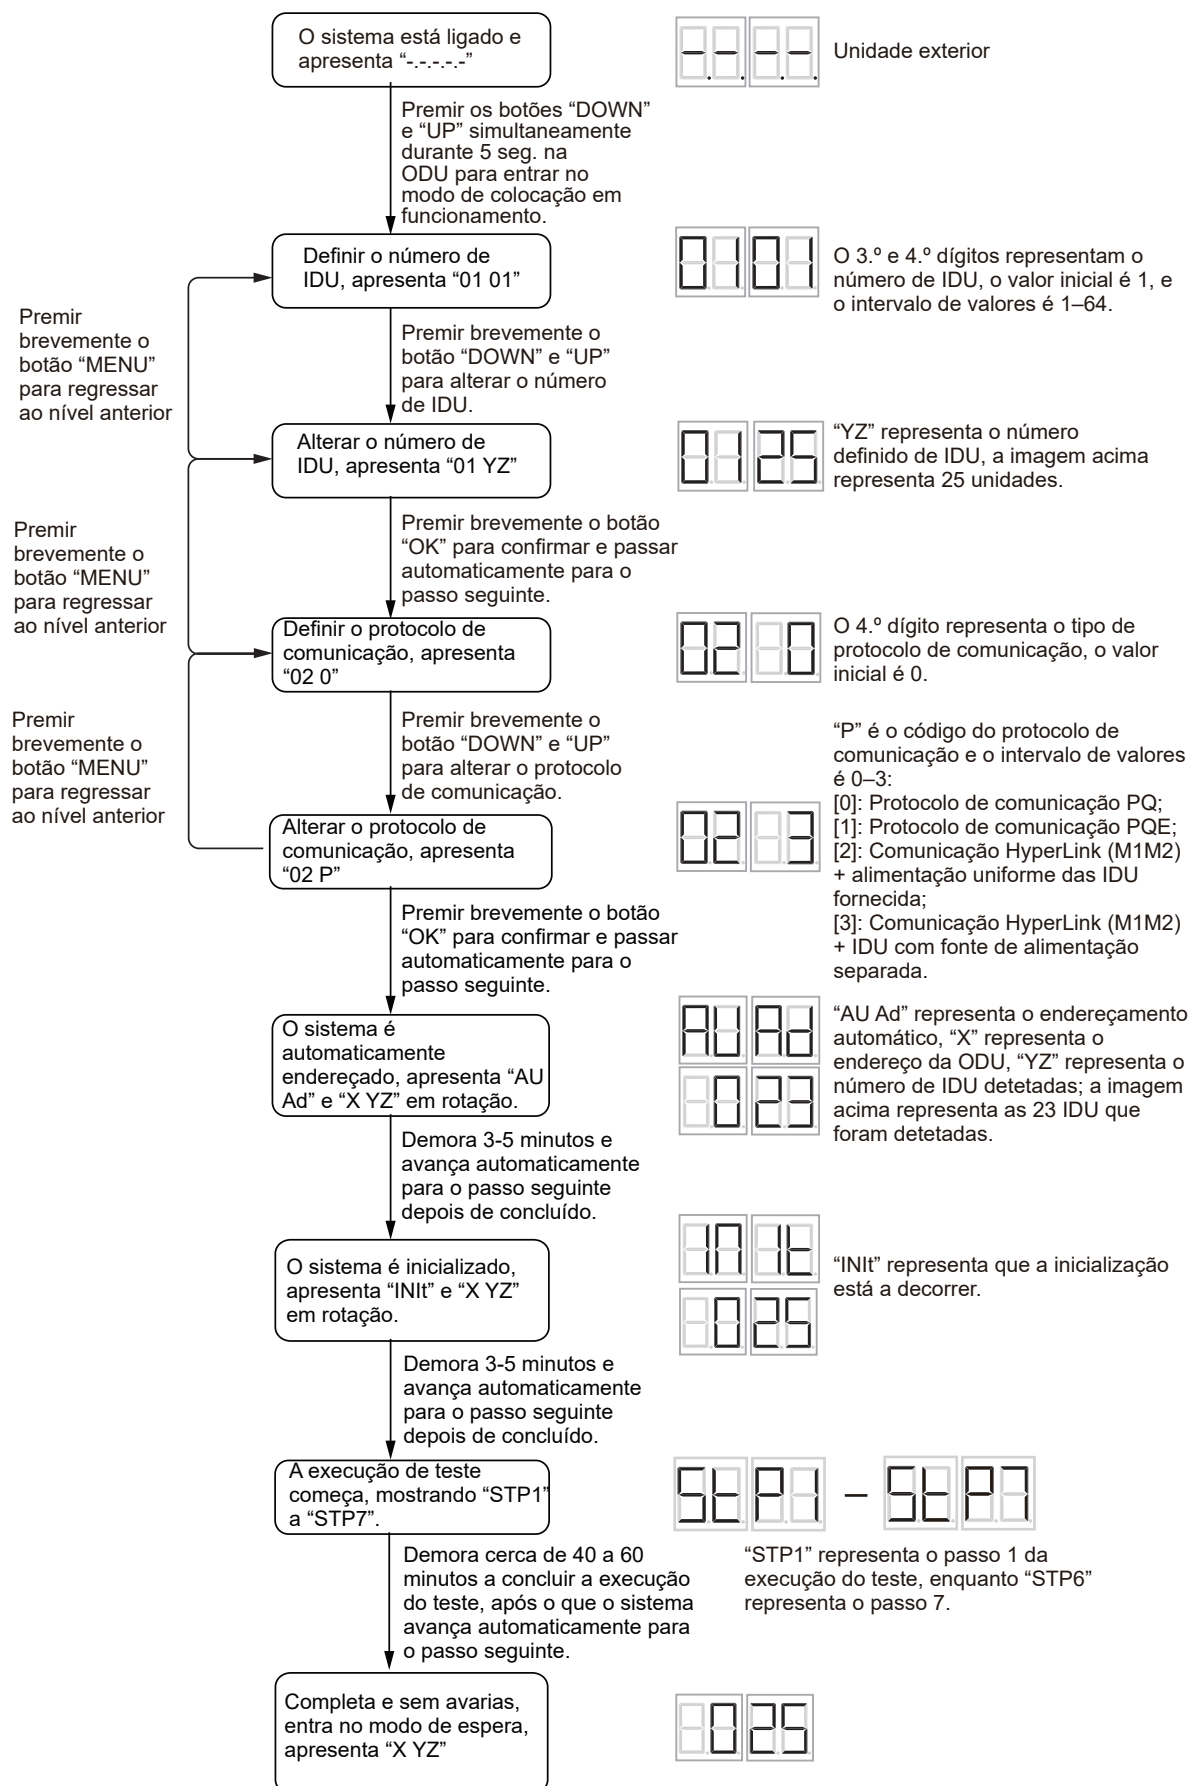 O sistema está ligado e
apresenta “-.-.-.-.-”
Unidade exterior
Premir os botões “DOWN”
e “UP” simultaneamente
durante 5 seg. na
ODU para entrar no
modo de colocação em
funcionamento.
Definir o número de
IDU, apresenta “01 01”
0101
O 3.º e 4.º dígitos representam o
número de IDU, o valor inicial é 1, e
o intervalo de valores é 1–64.
Premir
brevemente o
botão “MENU”
para regressar
ao nível anterior
Premir brevemente o
botão “DOWN” e “UP”
para alterar o número
de IDU.
Alterar o número de
IDU, apresenta “01 YZ”
0125
“YZ” representa o número
definido de IDU, a imagem acima
representa 25 unidades.
Premir
brevemente o
botão “MENU”
para regressar
ao nível anterior
Premir brevemente o botão
“OK” para confirmar e passar
automaticamente para o
passo seguinte.
Definir o protocolo de
comunicação, apresenta
“02 0”
02 0
O 4.º dígito representa o tipo de
protocolo de comunicação, o valor
inicial é 0.
Premir
brevemente o
botão “MENU”
para regressar
ao nível anterior
Premir brevemente o
botão “DOWN” e “UP”
para alterar o protocolo
de comunicação.
Alterar o protocolo de
comunicação, apresenta
“02 P”
02 3
“P” é o código do protocolo de
comunicação e o intervalo de valores
é 0–3:
[0]: Protocolo de comunicação PQ;
[1]: Protocolo de comunicação PQE;
[2]: Comunicação HyperLink (M1M2)
+ alimentação uniforme das IDU
fornecida;
[3]: Comunicação HyperLink (M1M2)
+ IDU com fonte de alimentação
separada.
Premir brevemente o botão
“OK” para confirmar e passar
automaticamente para o
passo seguinte.
O sistema é
automaticamente
endereçado, apresenta “AU
Ad” e “X YZ” em rotação.
AU Ad
023
“AU Ad” representa o endereçamento
automático, “X” representa o
endereço da ODU, “YZ” representa o
número de IDU detetadas; a imagem
acima representa as 23 IDU que
foram detetadas.
Demora 3-5 minutos e
avança automaticamente
para o passo seguinte
depois de concluído.
O sistema é inicializado,
apresenta “INIt” e “X YZ”
em rotação.
INIt
025
“INIt” representa que a inicialização
está a decorrer.
Demora 3-5 minutos e
avança automaticamente
para o passo seguinte
depois de concluído.
A execução de teste
começa, mostrando “STP1”
a “STP7”.
StP1 – StP7
“STP1” representa o passo 1 da
execução do teste, enquanto “STP6”
representa o passo 7.
Demora cerca de 40 a 60
minutos a concluir a execução
do teste, após o que o sistema
avança automaticamente para
o passo seguinte.
Completa e sem avarias,
entra no modo de espera,
apresenta “X YZ”
025